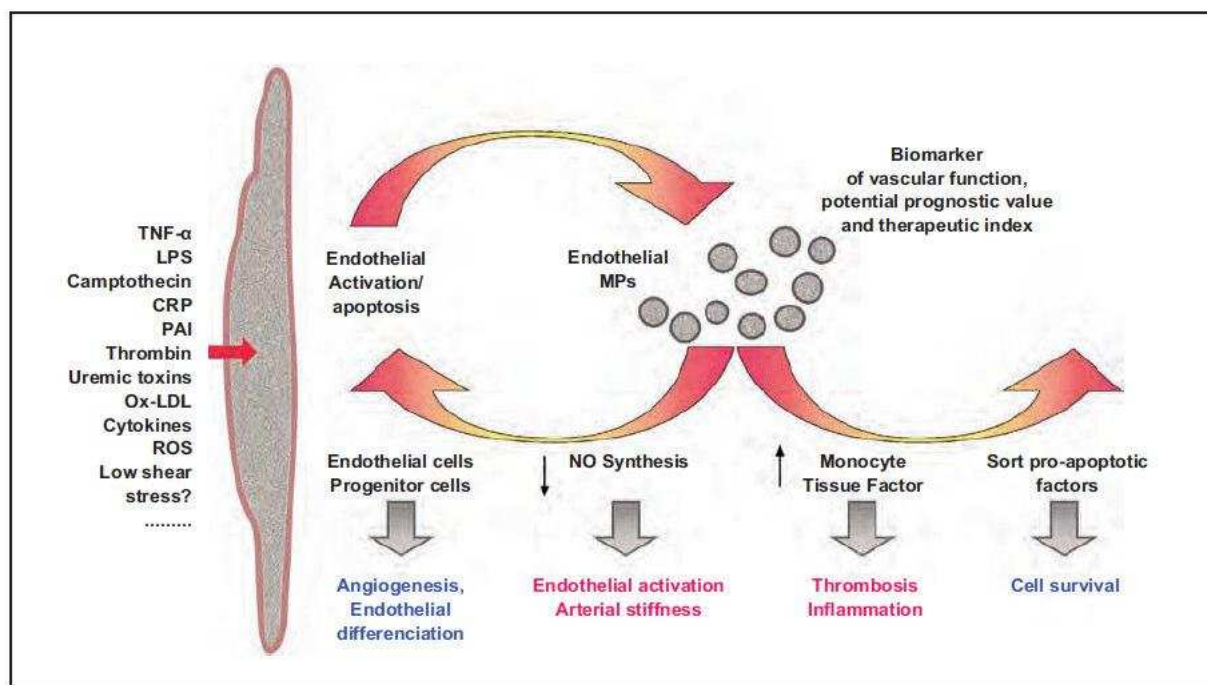 TNF-α
LPS
Camptothecin
CRP
PAI
Thrombin
Uremic toxins
Ox-LDL
Cytokines
ROS
Low shear
stress?
.........
Endothelial
Activation/
apoptosis
Endothelial
MPs
Biomarker
of vascular function,
potential prognostic value
and therapeutic index
Endothelial cells
Progenitor cells
NO Synthesis
Monocyte
Tissue Factor
Sort pro-apoptotic
factors
Angiogenesis,
Endothelial
differenciation
Endothelial activation
Arterial stiffness
Thrombosis
Inflammation
Cell survival